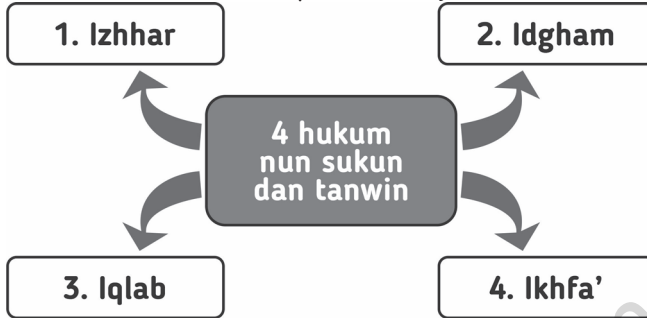 1. Izhhar
2. Idgham
4 hukum
nun sukun
dan tanwin
3. Iqlab
4. Ikhfa’